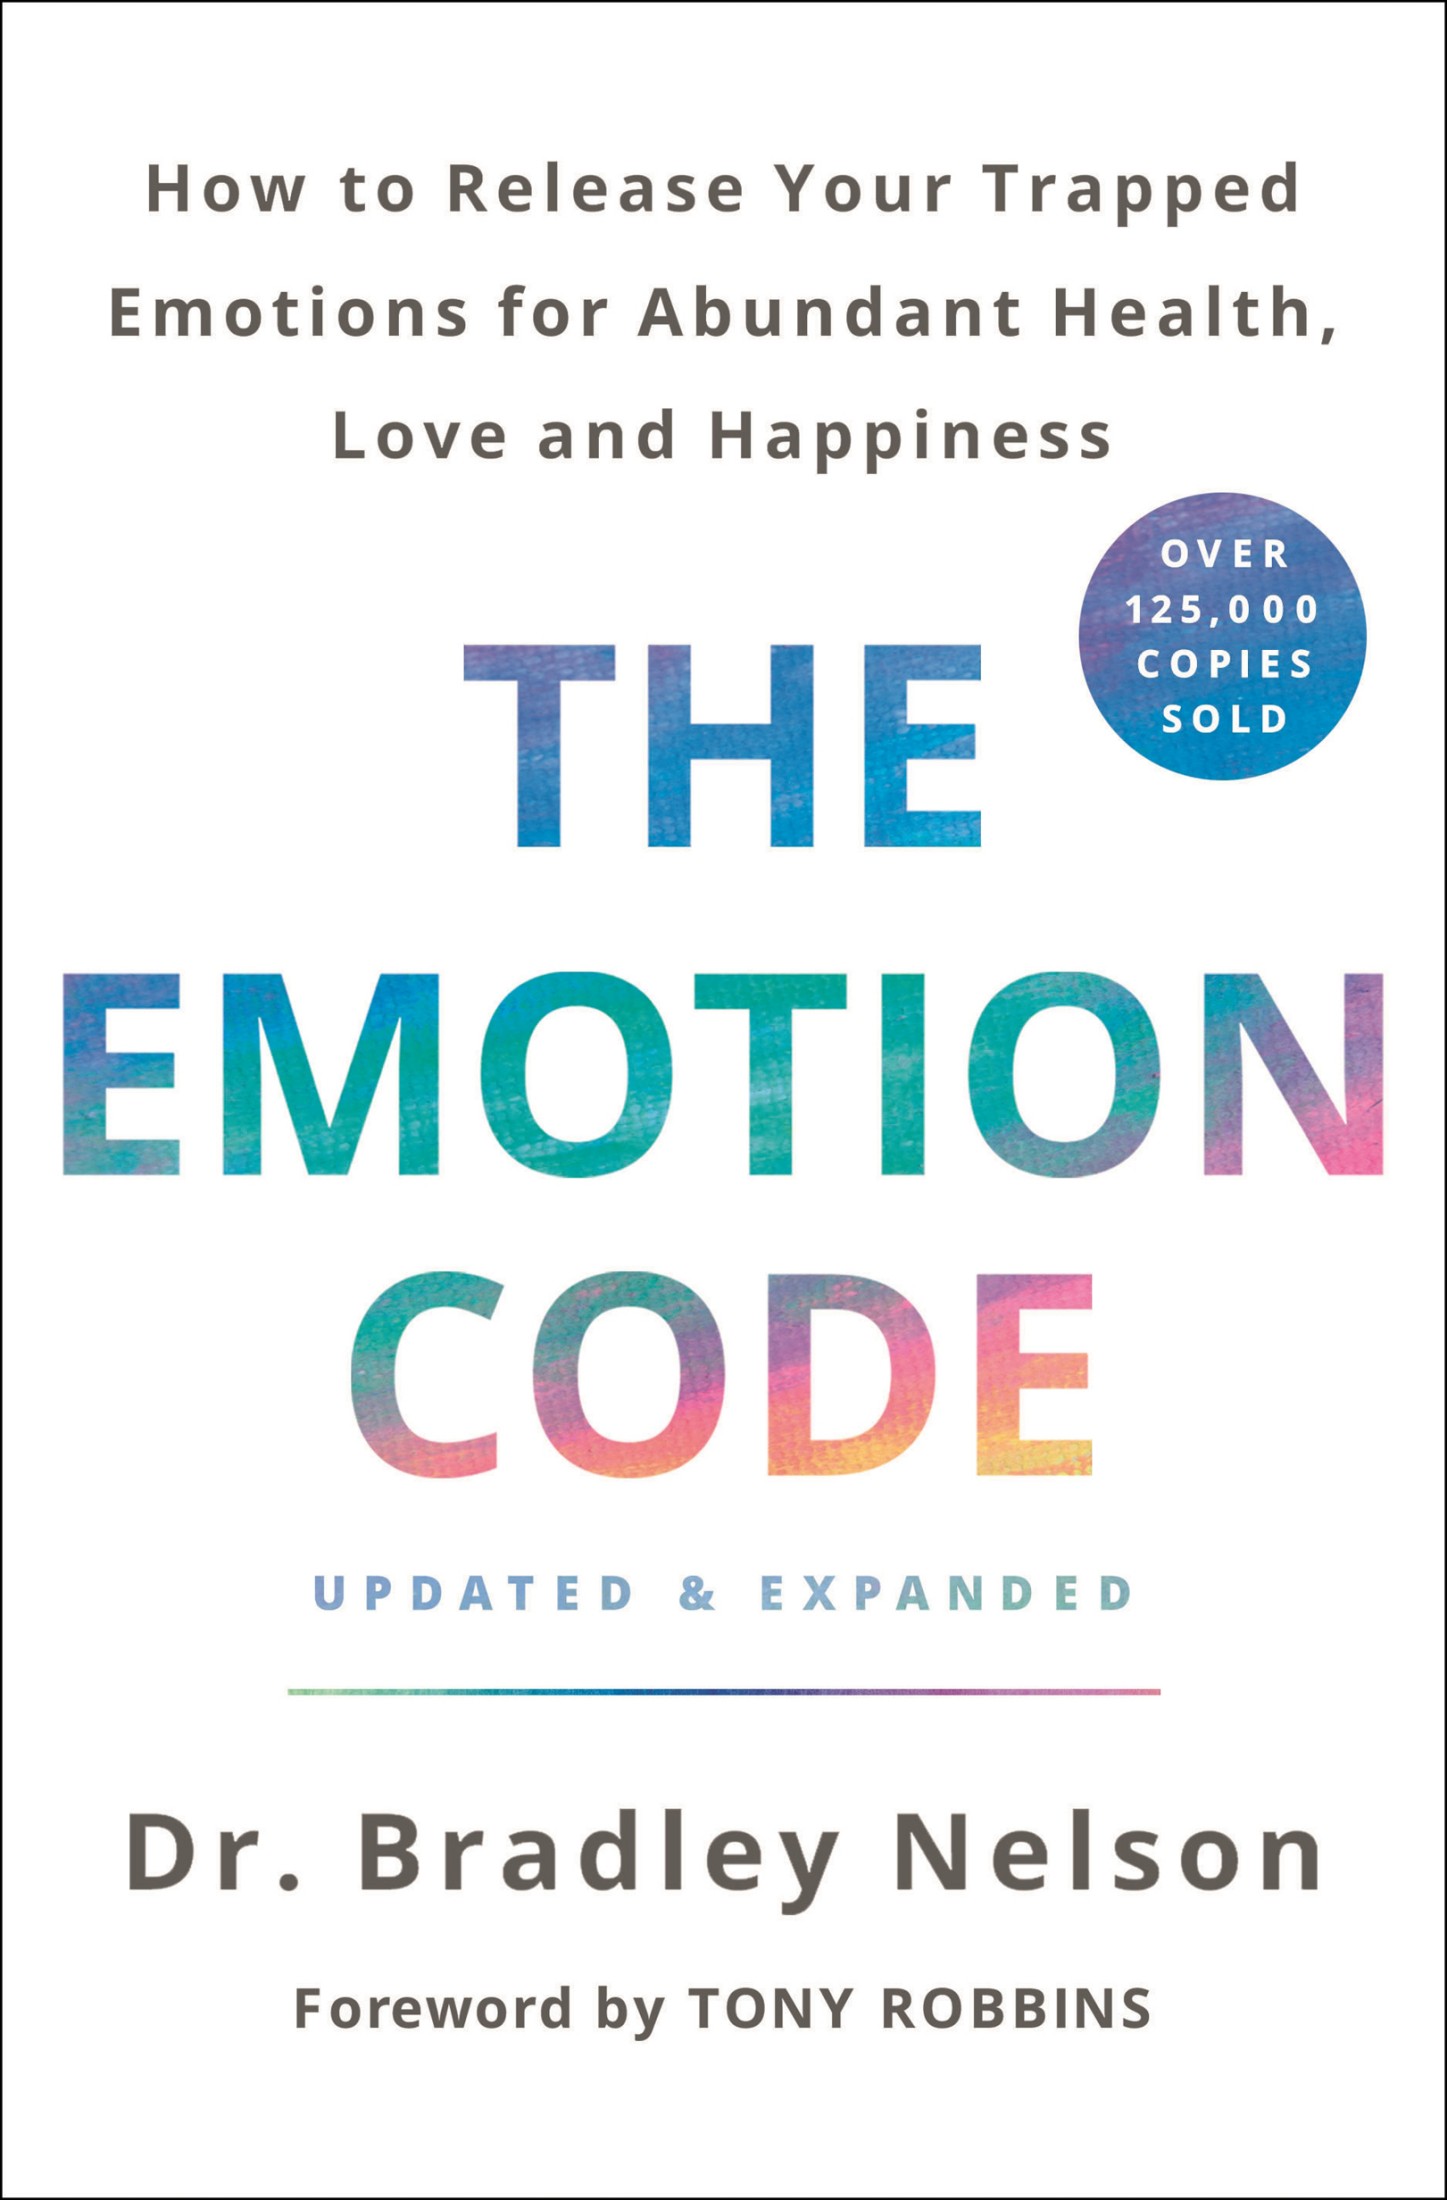 How to Release Your Trapped
Emotions for Abundant Health,
Love and Happiness
OVER
125,000
COPIES
SOLD
THE
EMOTION
CODE
UPDATED & EXPANDED
Dr. Bradley Nelson
Foreword by TONY ROBBINS